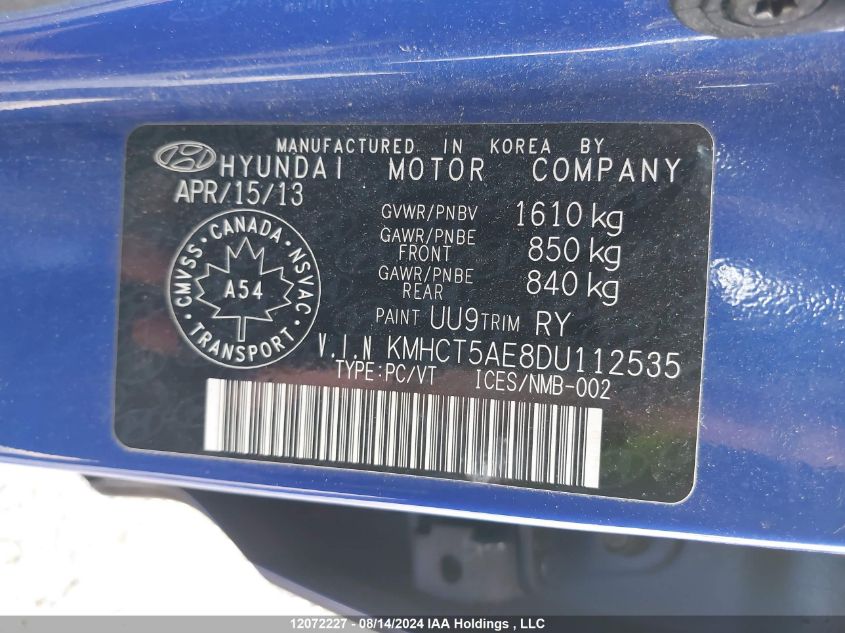 MANUFACTURED IN KOREA BY
HYUNDAI MOTOR COMPANY
APR/15/13
GVWR/PNBV 1610 kg
GAWR/PNBE FRONT 850 kg
GAWR/PNBE REAR 840 kg
CMVSS · CANADA · NSVAC
A54
TRANSPORT
PAINT UU9 TRIM RY
V.I.N KMHCT5AE8DU112535
TYPE:PC/VT ICES/NMB-002
12072227 - 08/14/2024 IAA Holdings , LLC